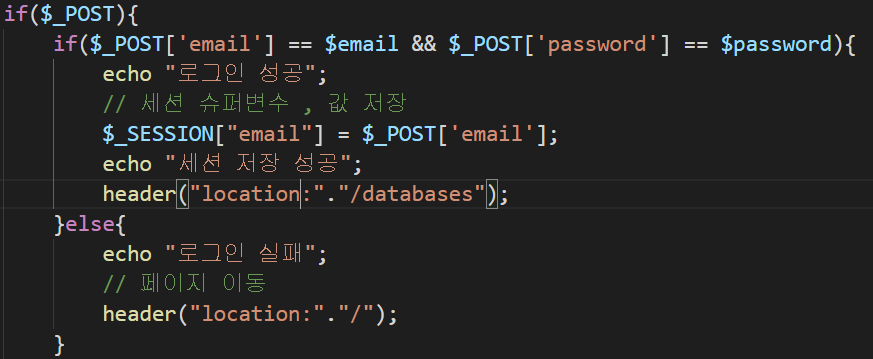 if($_POST){
if($_POST['email'] == $email && $_POST['password'] == $password){
echo "로그인 성공";
// 세션 슈퍼변수 , 값 저장
$_SESSION["email"] = $_POST['email'];
echo "세션 저장 성공";
header("location:"."/databases");
}else{
echo "로그인 실패";
// 페이지 이동
header("location:"."/");
}